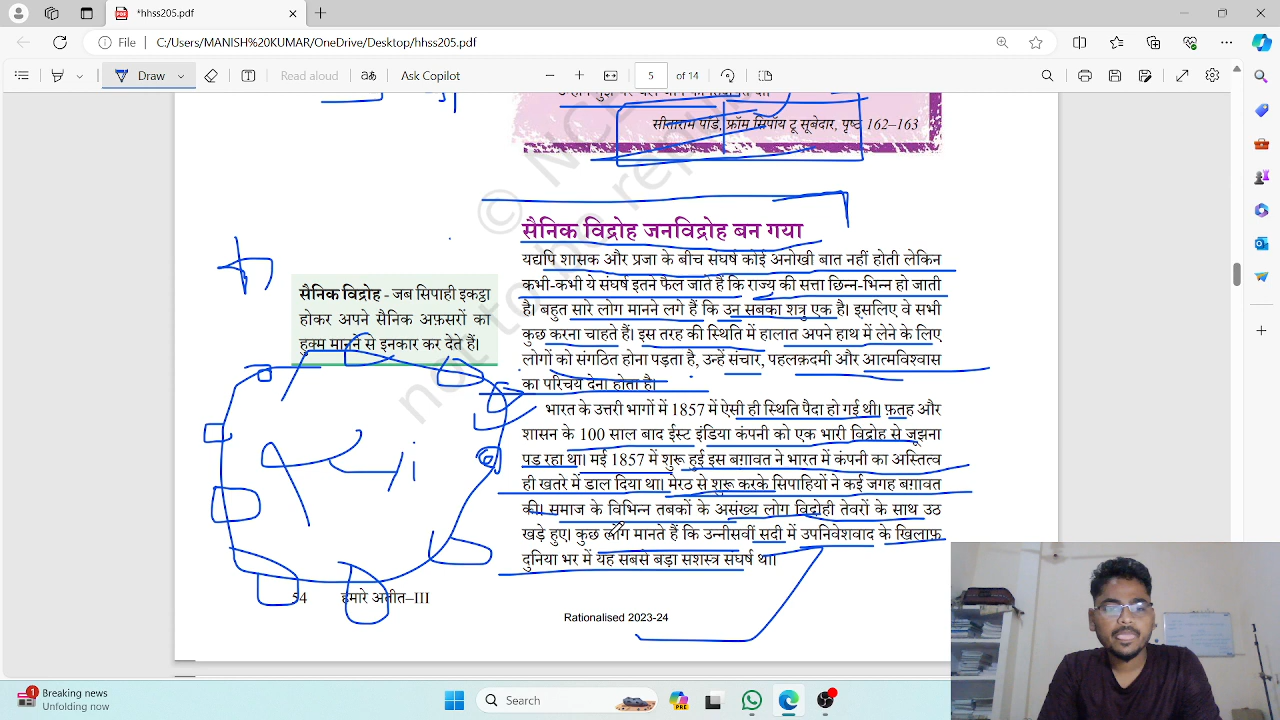 *hhss205.pdf
File C:/Users/MANISH%20KUMAR/OneDrive/Desktop/hhss205.pdf
Draw Read aloud Ask Copilot 5 of 14
सीताराम पांडे, फ्रॉम सिपॉय टू सूबेदार, पृष्ठ 162–163
सैनिक विद्रोह जनविद्रोह बन गया
यद्यपि शासक और प्रजा के बीच संघर्ष कोई अनोखी बात नहीं होती लेकिन
कभी-कभी ये संघर्ष इतने फैल जाते हैं कि राज्य की सत्ता छिन्न-भिन्न हो जाती
है। बहुत सारे लोग मानने लगे हैं कि उन सबका शत्रु एक है। इसलिए वे सभी
कुछ करना चाहते हैं। इस तरह की स्थिति में हालात अपने हाथ में लेने के लिए
लोगों को संगठित होना पड़ता है, उन्हें संचार, पहलक़दमी और आत्मविश्वास
का परिचय देना होता है।
भारत के उत्तरी भागों में 1857 में ऐसी ही स्थिति पैदा हो गई थी। फ़तह और
शासन के 100 साल बाद ईस्ट इंडिया कंपनी को एक भारी विद्रोह से जूझना
पड़ रहा था। मई 1857 में शुरू हुई इस बग़ावत ने भारत में कंपनी का अस्तित्व
ही खतरे में डाल दिया था। मेरठ से शुरू करके सिपाहियों ने कई जगह बग़ावत
की। समाज के विभिन्न तबकों के असंख्य लोग विद्रोही तेवरों के साथ उठ
खड़े हुए। कुछ लोग मानते हैं कि उन्नीसवीं सदी में उपनिवेशवाद के खिलाफ़
दुनिया भर में यह सबसे बड़ा सशस्त्र संघर्ष था।
सैनिक विद्रोह - जब सिपाही इकट्ठा
होकर अपने सैनिक अफ़सरों का
हुक्म मानने से इनकार कर देते हैं।
54 हमारे अतीत–III
Rationalised 2023-24
Breaking news
Unfolding now
Search